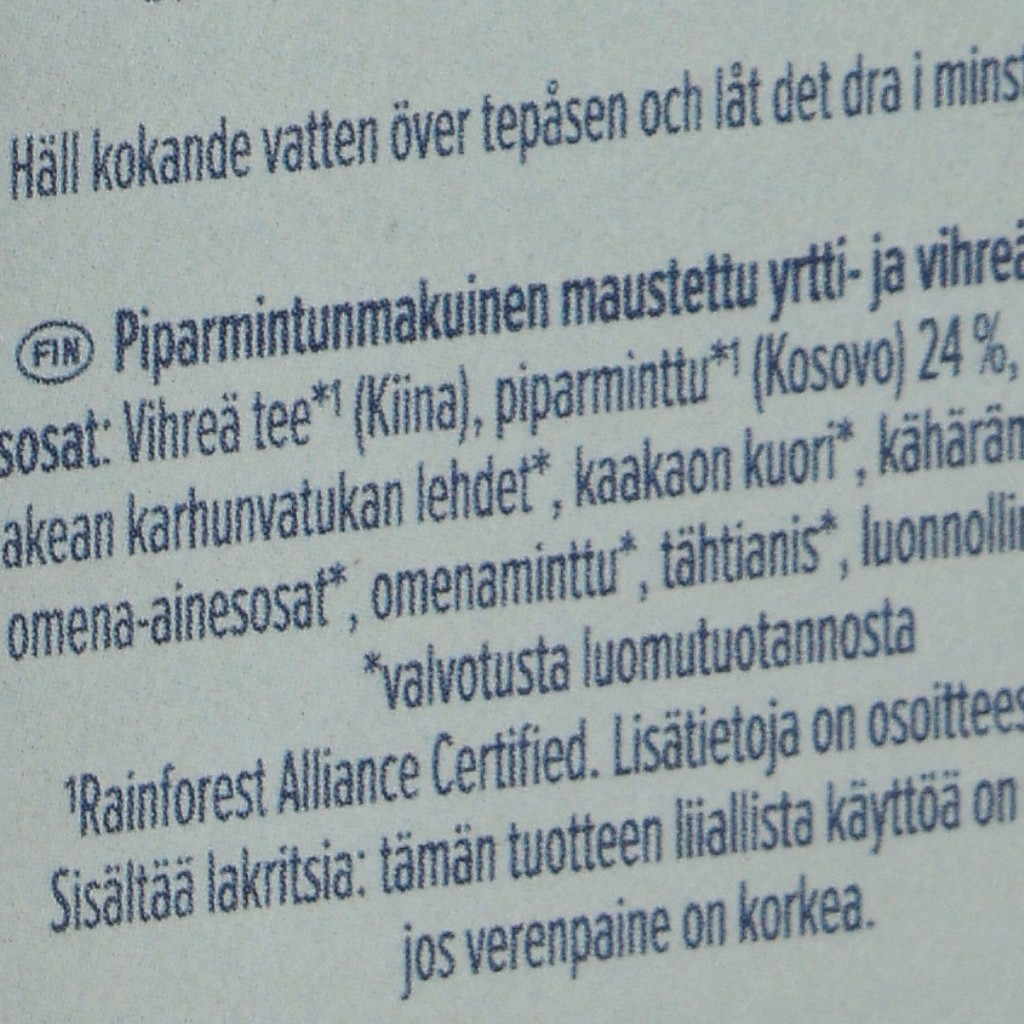 Häll kokande vatten över tepåsen och låt det dra i minst
FIN Piparmintunmakuinen maustettu yrtti- ja vihreä
sosat: Vihreä tee*¹ (Kiina), piparminttu*¹ (Kosovo) 24 %,
akean karhunvatukan lehdet*, kaakaon kuori*, kähärän
omena-ainesosat*, omenaminttu*, tähtianis*, luonnollin
*valvotusta luomutuotannosta
¹Rainforest Alliance Certified. Lisätietoja on osoittees
Sisältää lakritsia: tämän tuotteen liiallista käyttöä on
jos verenpaine on korkea.